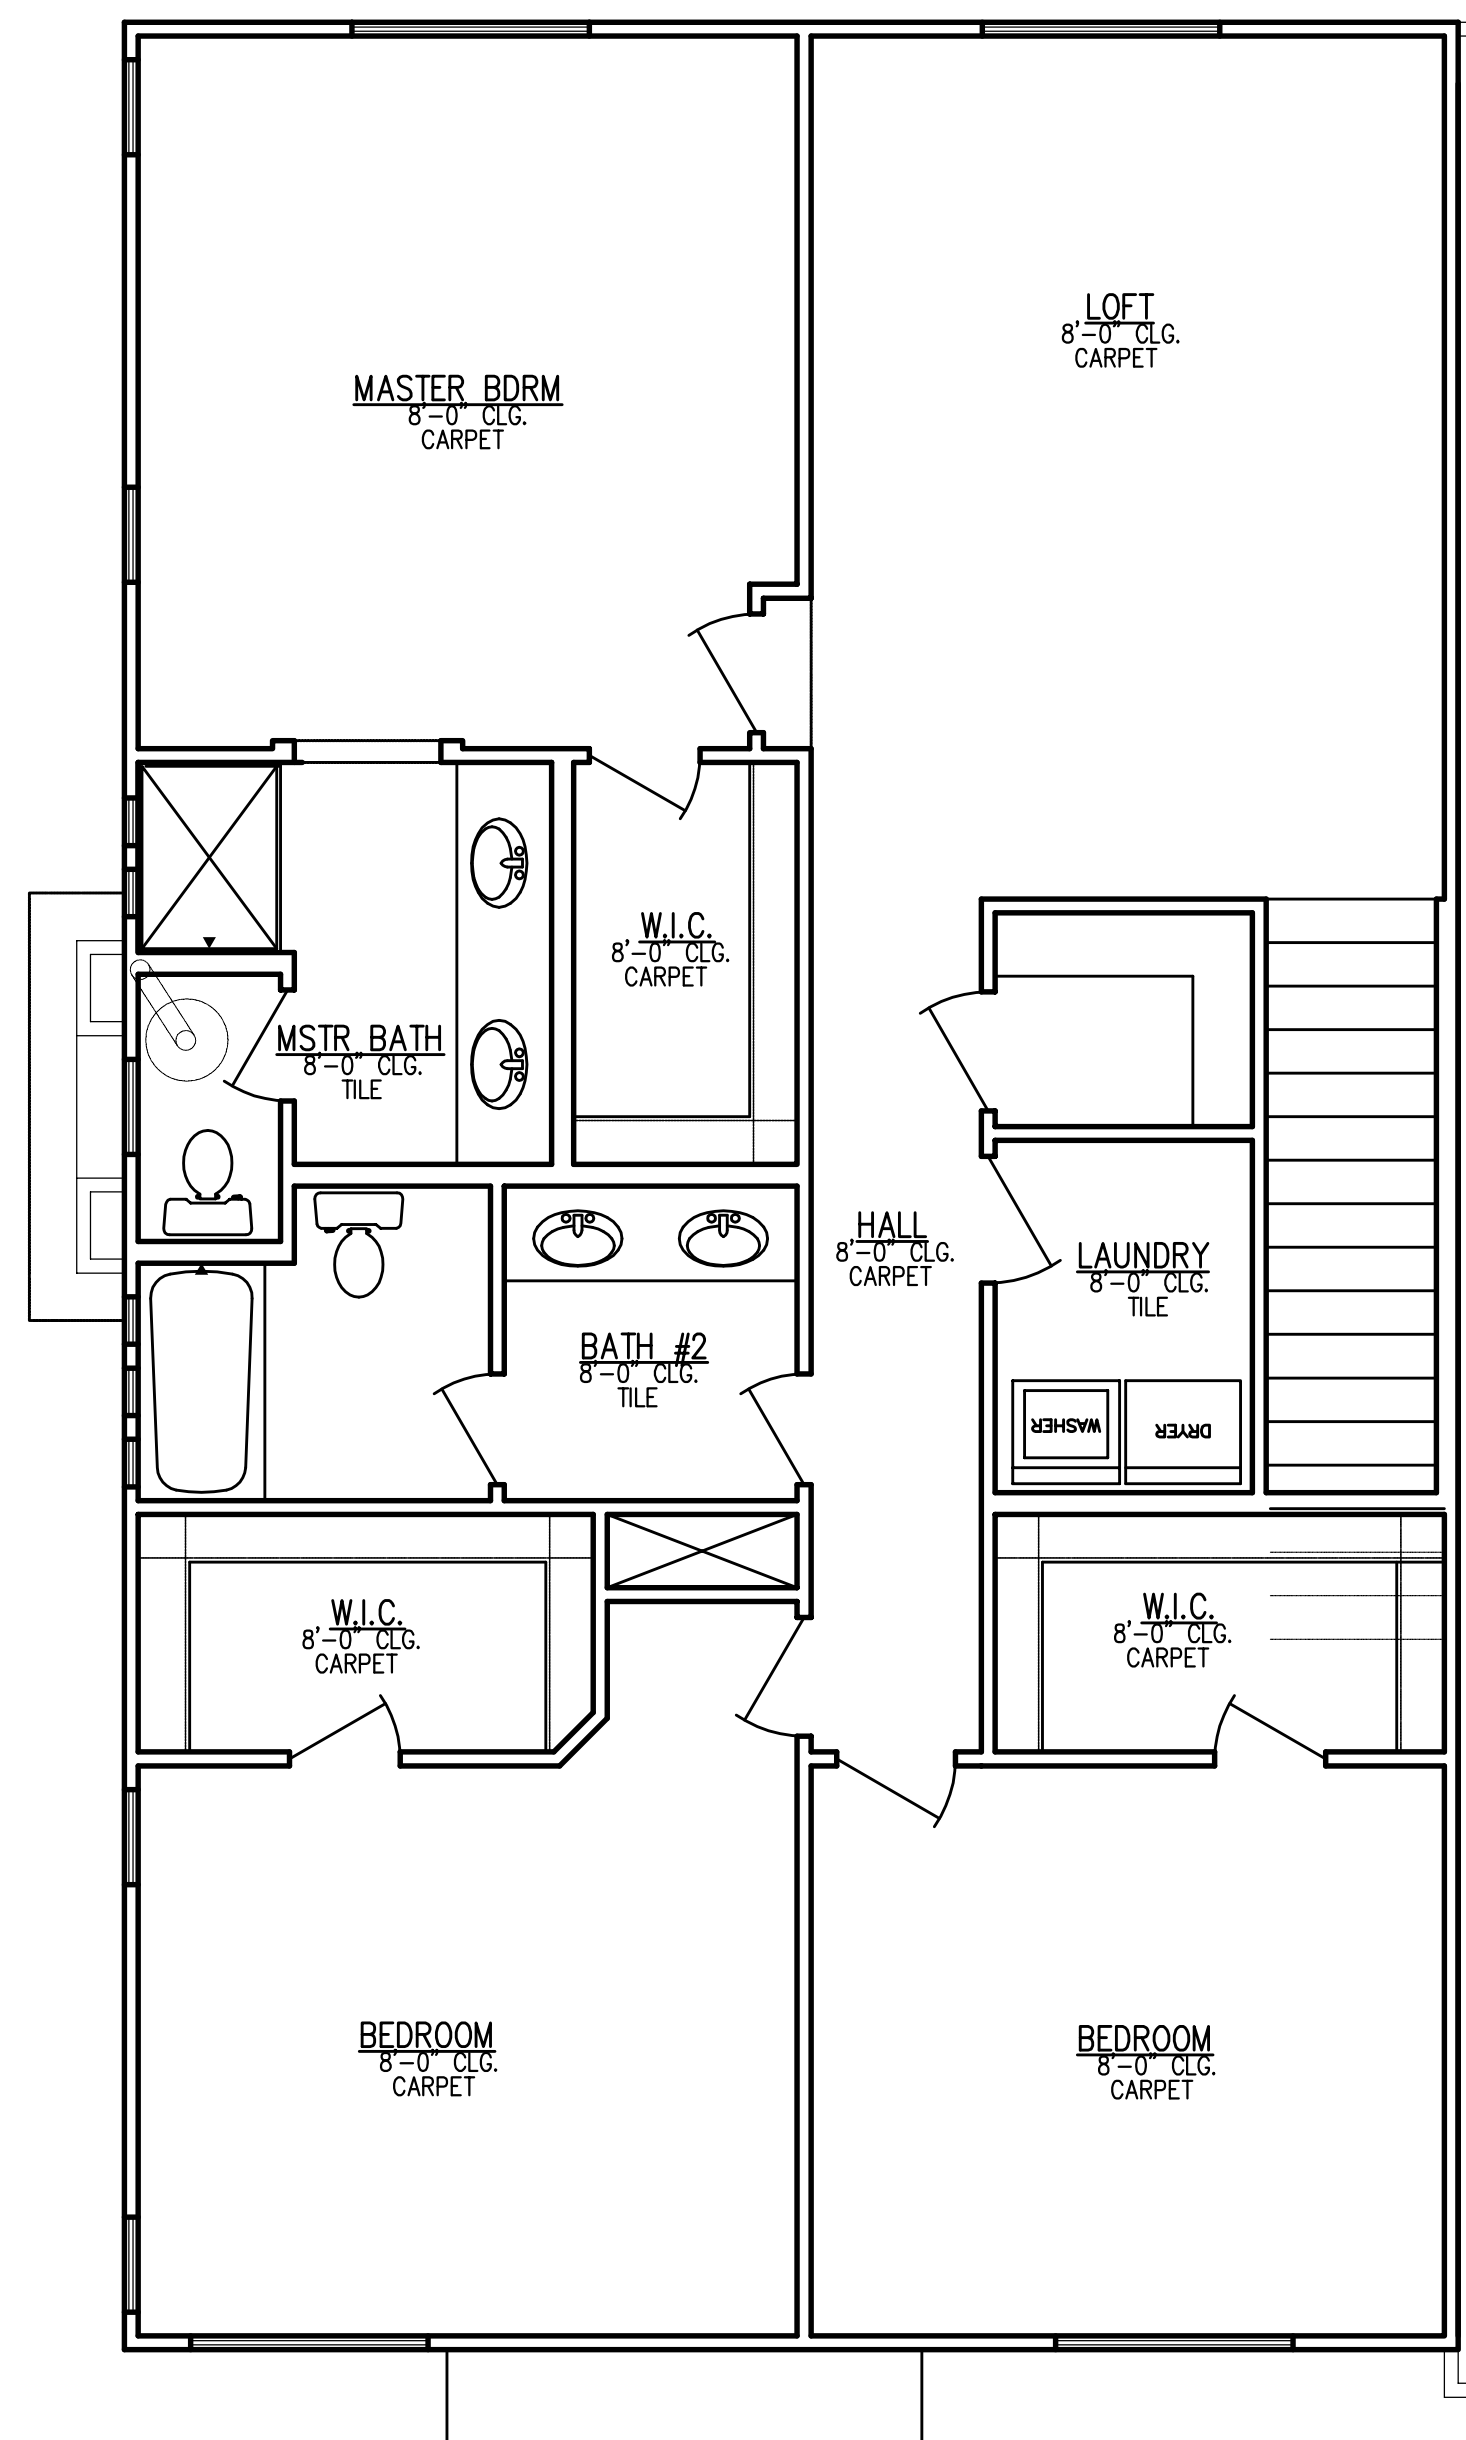 LOFT
8'-0" CLG.
CARPET
MASTER BDRM
8'-0" CLG.
CARPET
W.I.C.
8'-0" CLG.
CARPET
MSTR BATH
8'-0" CLG.
TILE
HALL
8'-0" CLG.
CARPET
LAUNDRY
8'-0" CLG.
TILE
BATH #2
8'-0" CLG.
TILE
WASHER
DRYER
W.I.C.
8'-0" CLG.
CARPET
W.I.C.
8'-0" CLG.
CARPET
BEDROOM
8'-0" CLG.
CARPET
BEDROOM
8'-0" CLG.
CARPET